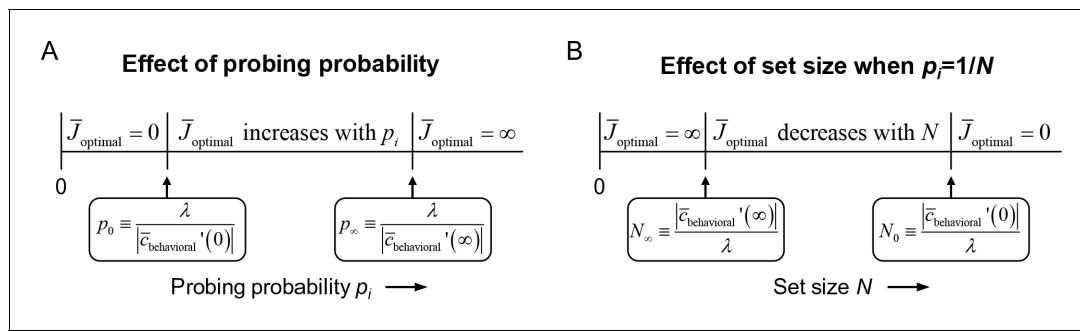 A
Effect of probing probability
J̄optimal = 0 | J̄optimal increases with pi | J̄optimal = ∞
0
p0 ≡ λ / |c̄behavioral '(0)|
p∞ ≡ λ / |c̄behavioral '(∞)|
Probing probability pi →
B
Effect of set size when pi=1/N
J̄optimal = ∞ | J̄optimal decreases with N | J̄optimal = 0
0
N∞ ≡ |c̄behavioral '(∞)| / λ
N0 ≡ |c̄behavioral '(0)| / λ
Set size N →